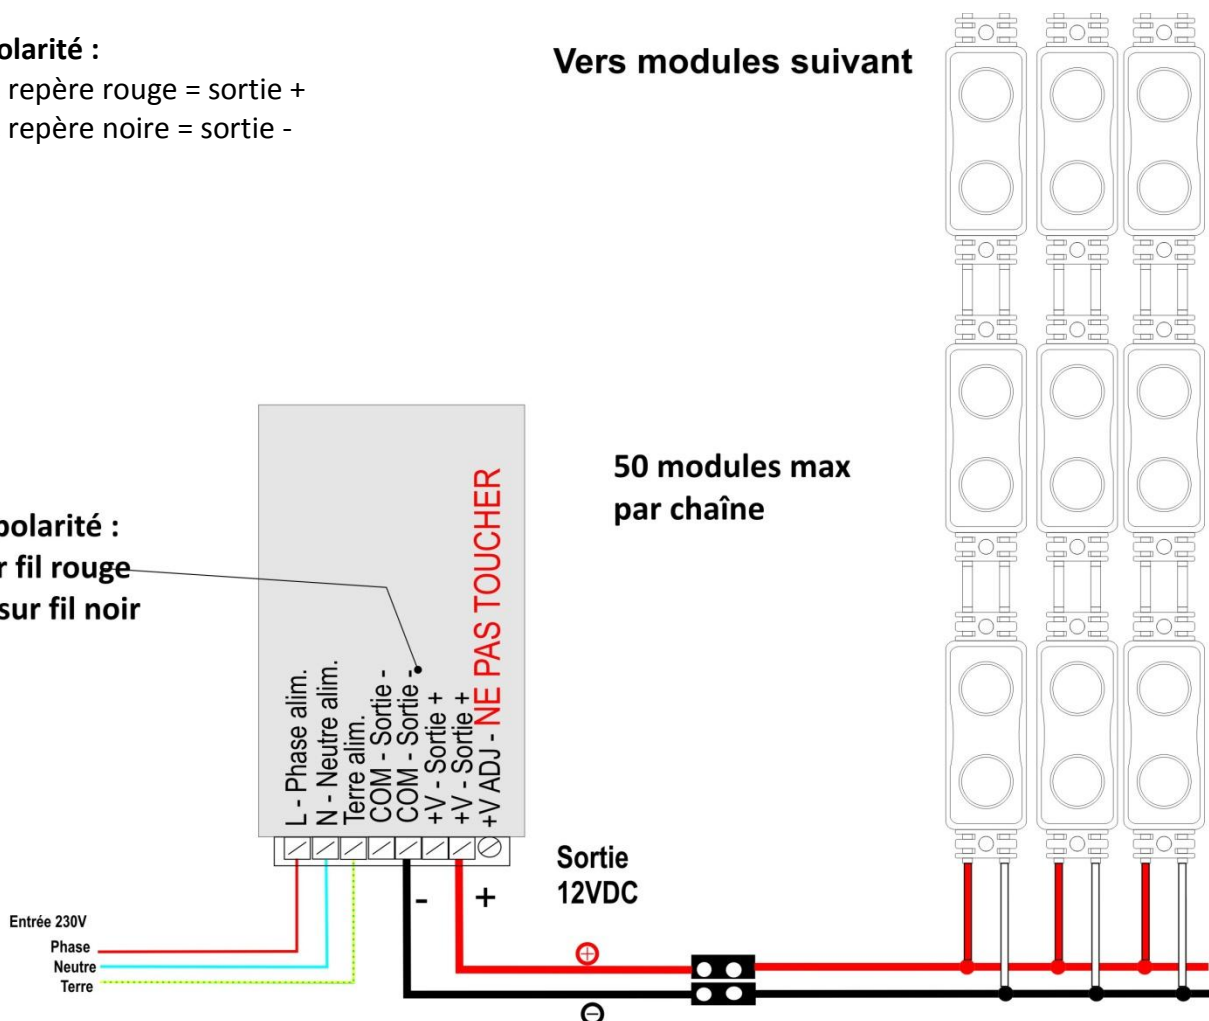 olarité :
repère rouge = sortie +
repère noire = sortie -
Vers modules suivant
50 modules max
par chaîne
polarité :
r fil rouge
sur fil noir
L - Phase alim.
N - Neutre alim.
Terre alim.
COM - Sortie -
COM - Sortie -
+V - Sortie +
+V - Sortie +
+V ADJ - NE PAS TOUCHER
- +
Sortie
12VDC
Entrée 230V
Phase
Neutre
Terre
+
-